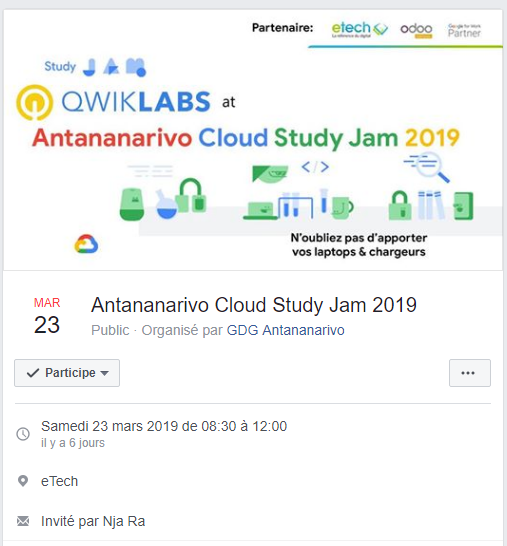 Partenaire: etech odoo Google for Work Partner
La référence du digital
Study JAM
QWIKLABS at
Antananarivo Cloud Study Jam 2019
</>
N'oubliez pas d'apporter
vos laptops & chargeurs
MAR
23
Antananarivo Cloud Study Jam 2019
Public · Organisé par GDG Antananarivo
Participe
Samedi 23 mars 2019 de 08:30 à 12:00
il y a 6 jours
eTech
Invité par Nja Ra